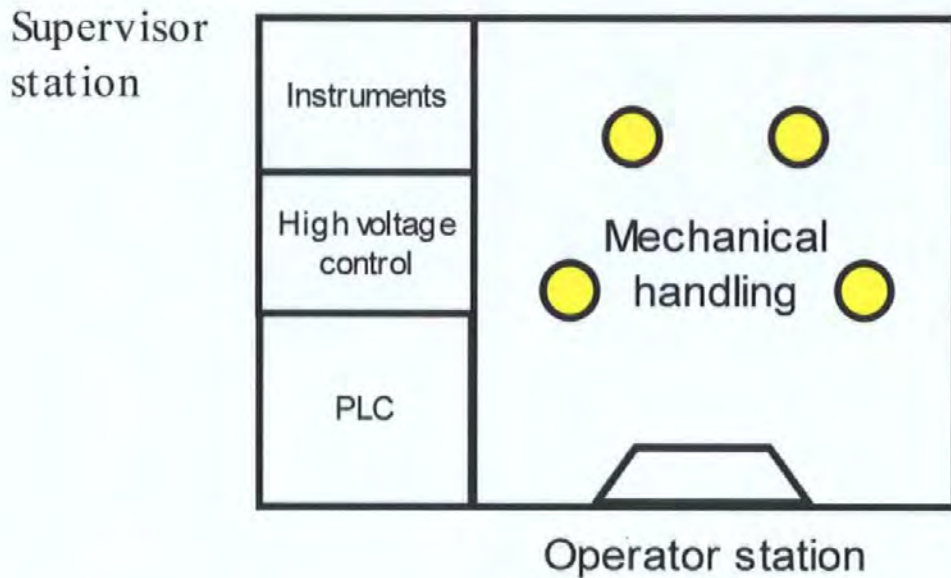 Supervisor
station
Instruments
High voltage
control
Mechanical
handling
PLC
Operator station